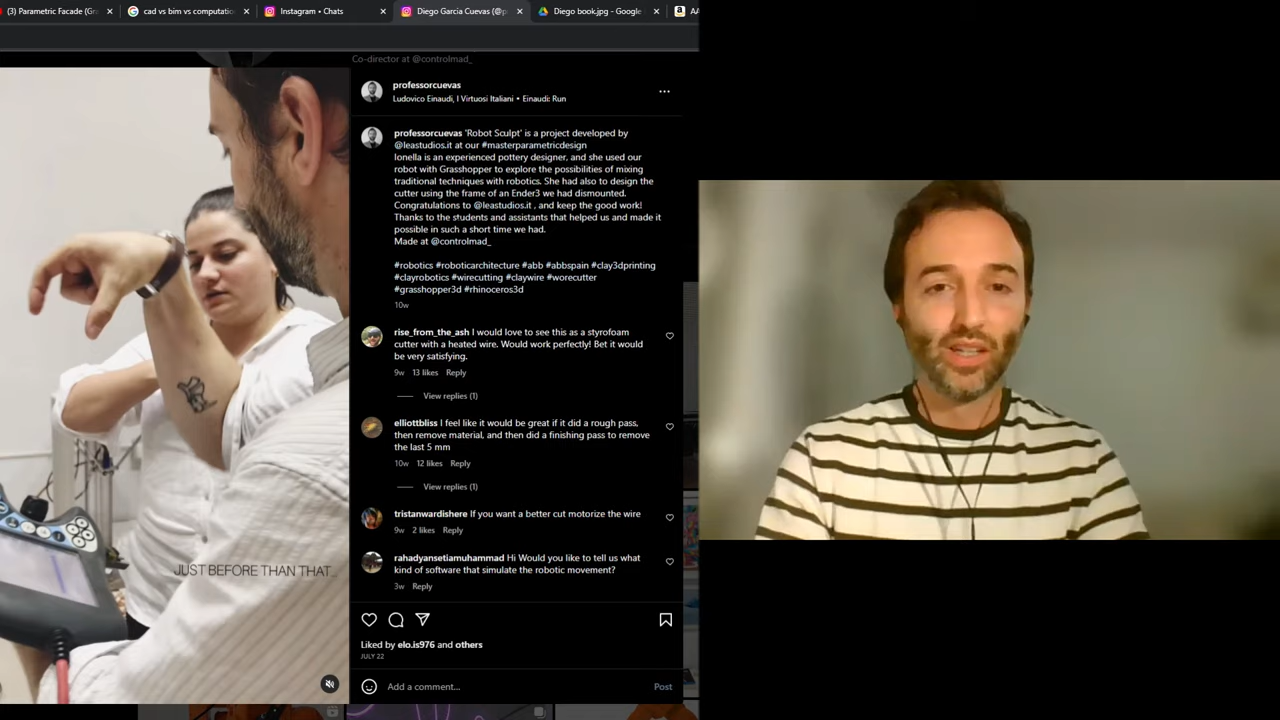 (3) Parametric Facade (Gr
cad vs bim vs computatio
Instagram • Chats
Diego García Cuevas (@p
Diego book.jpg - Google
Co-director at @controlmad_
professorcuevas
Ludovico Einaudi, I Virtuosi Italiani • Einaudi: Run
professorcuevas 'Robot Sculpt' is a project developed by
@leastudios.it at our #masterparametricdesign
Ionella is an experienced pottery designer, and she used our
robot with Grasshopper to explore the possibilities of mixing
traditional techniques with robotics. She had also to design the
cutter using the frame of an Ender3 we had dismounted.
Congratulations to @leastudios.it , and keep the good work!
Thanks to the students and assistants that helped us and made it
possible in such a short time we had.
Made at @controlmad_
#robotics #roboticarchitecture #abb #abbspain #clay3dprinting
#clayrobotics #wirecutting #claywire #worecutter
#grasshopper3d #rhinoceros3d
10w
rise_from_the_ash I would love to see this as a styrofoam
cutter with a heated wire. Would work perfectly! Bet it would
be very satisfying.
9w 13 likes Reply
View replies (1)
elliottbliss I feel like it would be great if it did a rough pass,
then remove material, and then did a finishing pass to remove
the last 5 mm
10w 12 likes Reply
View replies (1)
tristanwardishere If you want a better cut motorize the wire
9w 2 likes Reply
rahadyansetiamuhammad Hi Would you like to tell us what
kind of software that simulate the robotic movement?
3w Reply
JUST BEFORE THAN THAT...
Liked by elo.is976 and others
JULY 22
Add a comment...
Post